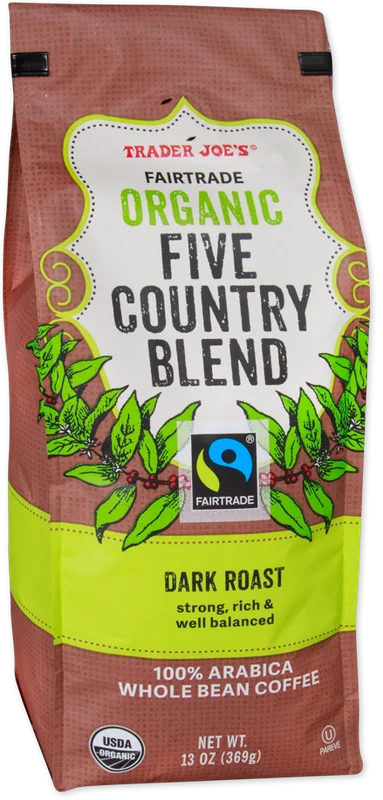 TRADER JOE'S®
FAIRTRADE
ORGANIC
FIVE
COUNTRY
BLEND
®
FAIRTRADE
DARK ROAST
strong, rich &
well balanced
100% ARABICA
WHOLE BEAN COFFEE
USDA
ORGANIC
NET WT.
13 OZ (369g)
U
PAREVE